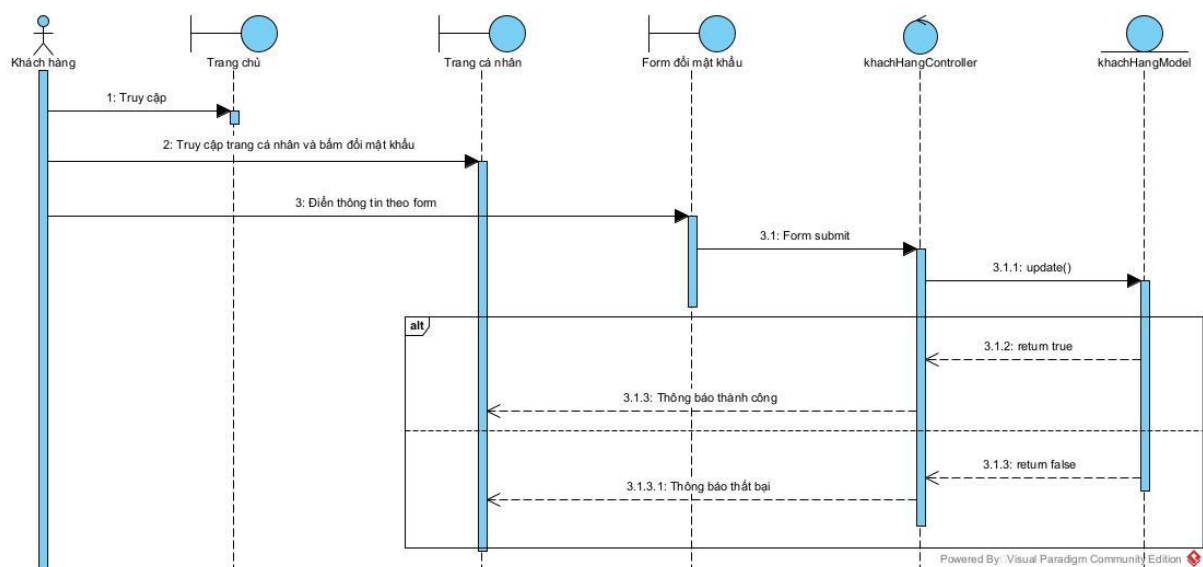 Khách hàng
Trang chủ
Trang cá nhân
Form đổi mật khẩu
khachHangController
khachHangModel
1: Truy cập
2: Truy cập trang cá nhân và bấm đổi mật khẩu
3: Điển thông tin theo form
3.1: Form submit
3.1.1: update()
alt
3.1.2: return true
3.1.3: Thông báo thành công
3.1.3: return false
3.1.3.1: Thông báo thất bại
Powered By Visual Paradigm Community Edition